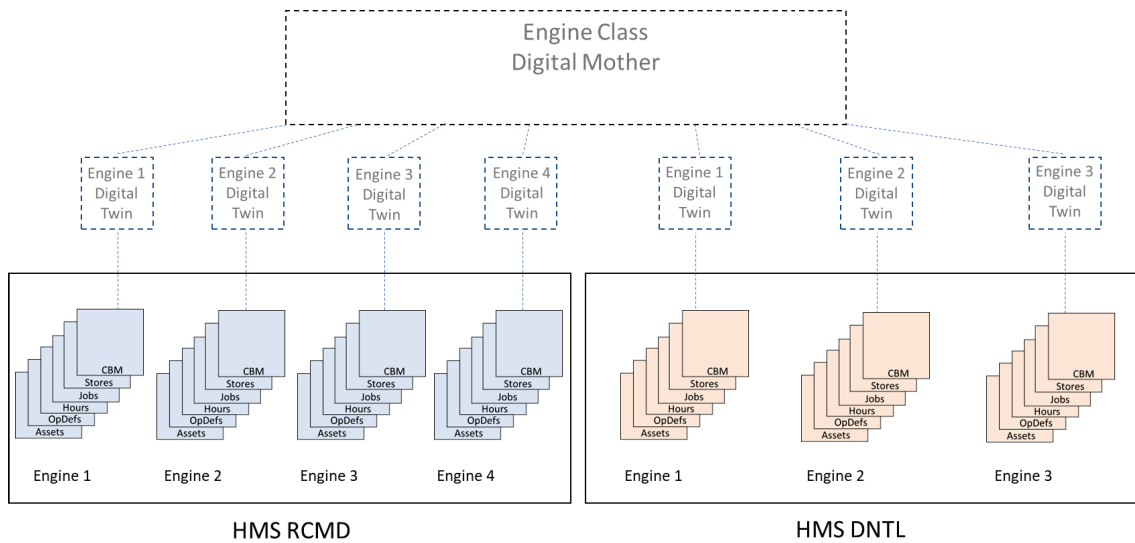 Engine Class
Digital Mother
Engine 1
Digital
Twin
Engine 2
Digital
Twin
Engine 3
Digital
Twin
Engine 4
Digital
Twin
Engine 1
Digital
Twin
Engine 2
Digital
Twin
Engine 3
Digital
Twin
CBM
Stores
Jobs
Hours
OpDefs
Assets
CBM
Stores
Jobs
Hours
OpDefs
Assets
CBM
Stores
Jobs
Hours
OpDefs
Assets
CBM
Stores
Jobs
Hours
OpDefs
Assets
CBM
Stores
Jobs
Hours
OpDefs
Assets
CBM
Stores
Jobs
Hours
OpDefs
Assets
CBM
Stores
Jobs
Hours
OpDefs
Assets
Engine 1
Engine 2
Engine 3
Engine 4
Engine 1
Engine 2
Engine 3
HMS RCMD
HMS DNTL